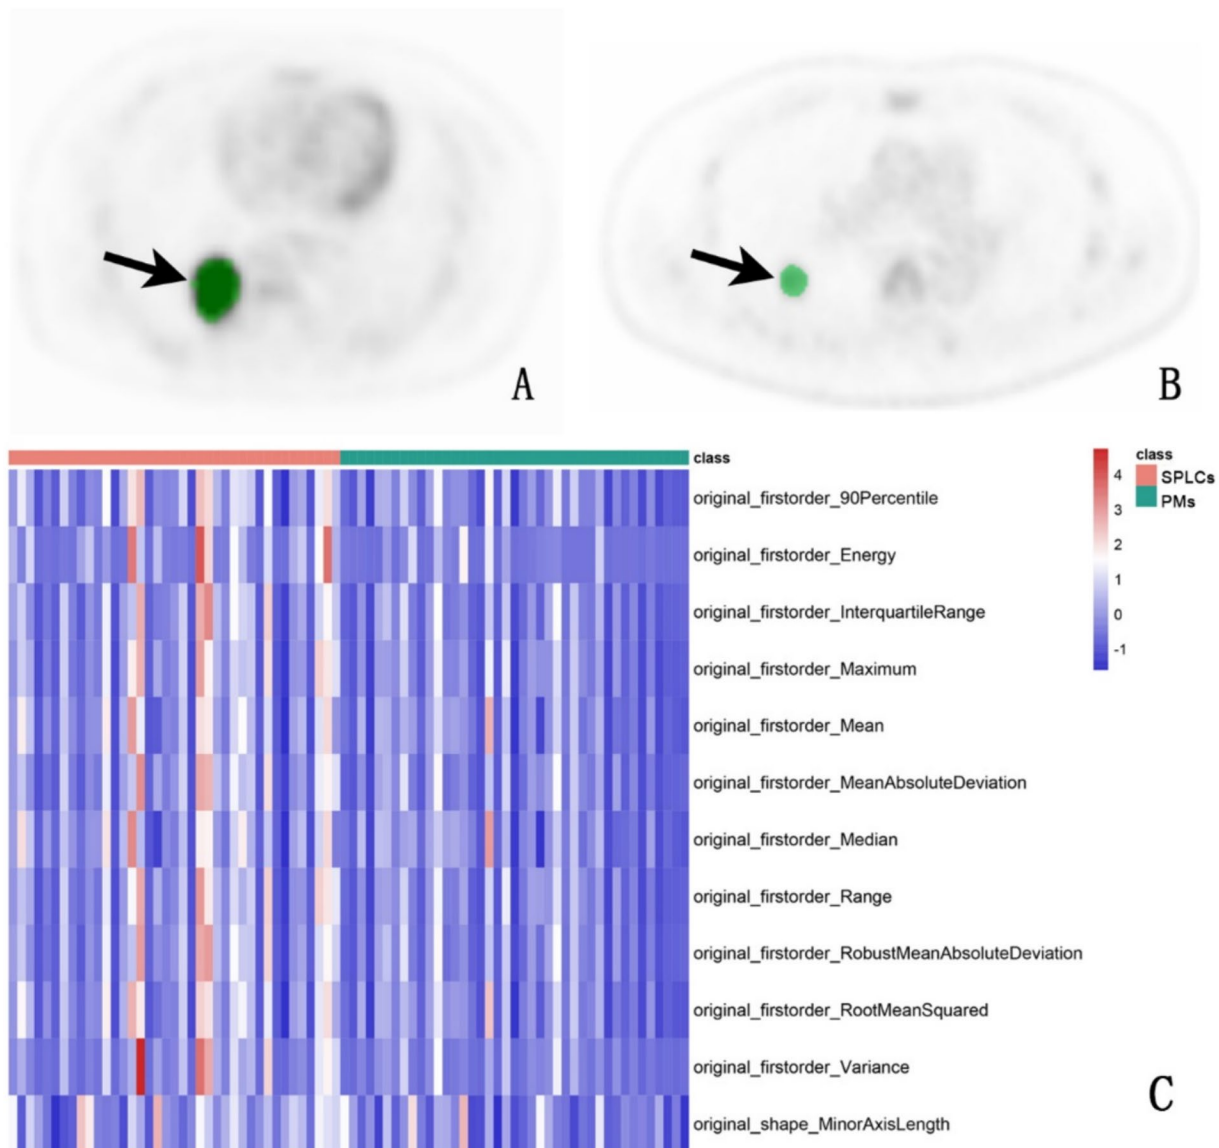 A
B
class
original_firstorder_90Percentile
original_firstorder_Energy
original_firstorder_InterquartileRange
original_firstorder_Maximum
original_firstorder_Mean
original_firstorder_MeanAbsoluteDeviation
original_firstorder_Median
original_firstorder_Range
original_firstorder_RobustMeanAbsoluteDeviation
original_firstorder_RootMeanSquared
original_firstorder_Variance
original_shape_MinorAxisLength
4
3
2
1
0
-1
class
SPLCs
PMs
C